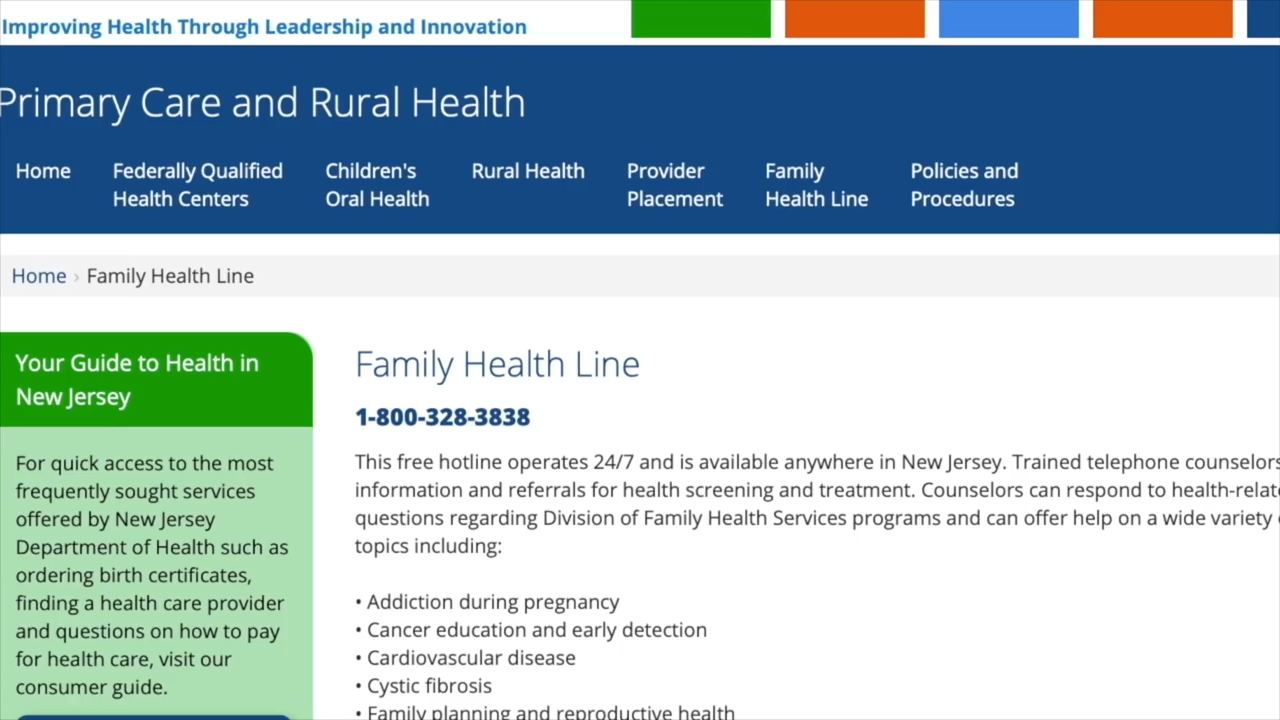 Improving Health Through Leadership and Innovation
Primary Care and Rural Health
Home
Federally Qualified
Health Centers
Children's
Oral Health
Rural Health
Provider
Placement
Family
Health Line
Policies and
Procedures
Home › Family Health Line
Your Guide to Health in
New Jersey
For quick access to the most
frequently sought services
offered by New Jersey
Department of Health such as
ordering birth certificates,
finding a health care provider
and questions on how to pay
for health care, visit our
consumer guide.
Family Health Line
1-800-328-3838
This free hotline operates 24/7 and is available anywhere in New Jersey. Trained telephone counselors
information and referrals for health screening and treatment. Counselors can respond to health-relat
questions regarding Division of Family Health Services programs and can offer help on a wide variety
topics including:
• Addiction during pregnancy
• Cancer education and early detection
• Cardiovascular disease
• Cystic fibrosis
• Family planning and reproductive health